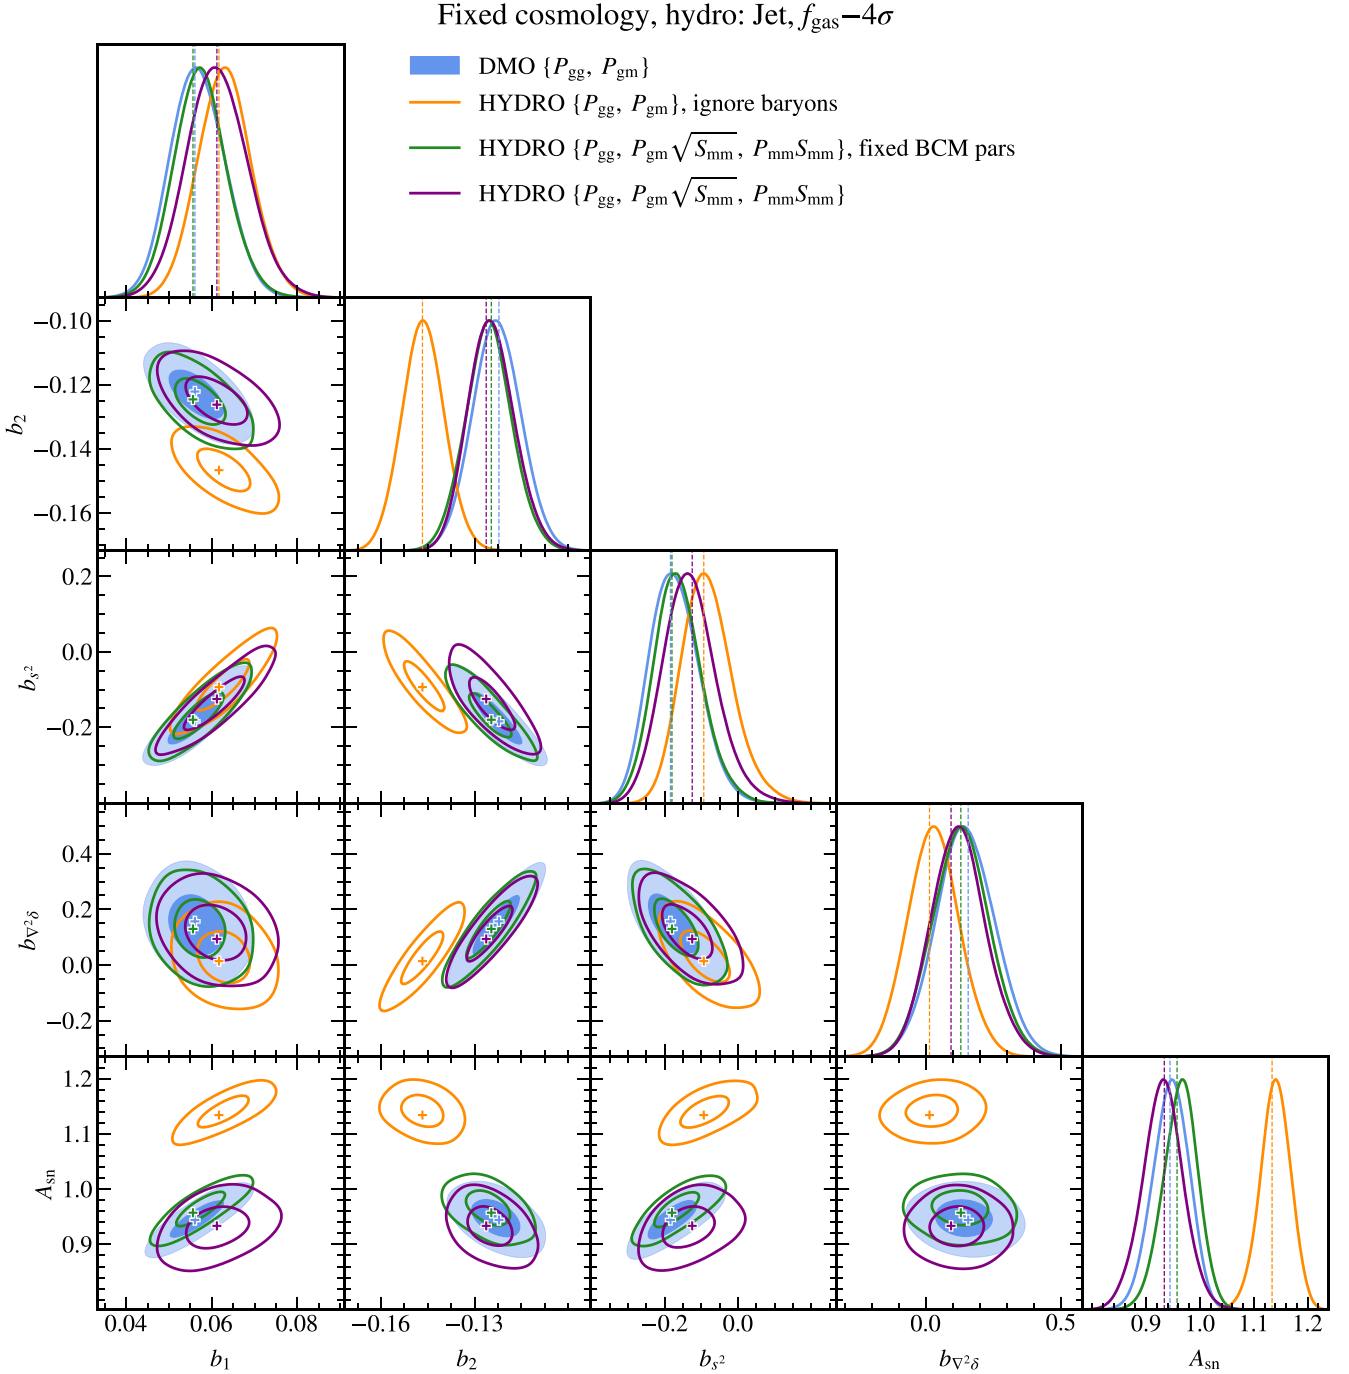 Fixed cosmology, hydro: Jet, f_gas−4σ
DMO {P_gg, P_gm}
HYDRO {P_gg, P_gm}, ignore baryons
HYDRO {P_gg, P_gm√S_mm, P_mmS_mm}, fixed BCM pars
HYDRO {P_gg, P_gm√S_mm, P_mmS_mm}
−0.10
−0.12
−0.14
−0.16
b_2
0.2
0.0
−0.2
b_{s^2}
0.4
0.2
0.0
−0.2
b_{∇^2δ}
1.2
1.1
1.0
0.9
A_sn
0.04 0.06 0.08 −0.16 −0.13 −0.2 0.0 0.0 0.5 0.9 1.0 1.1 1.2
b_1 b_2 b_{s^2} b_{∇^2δ} A_sn